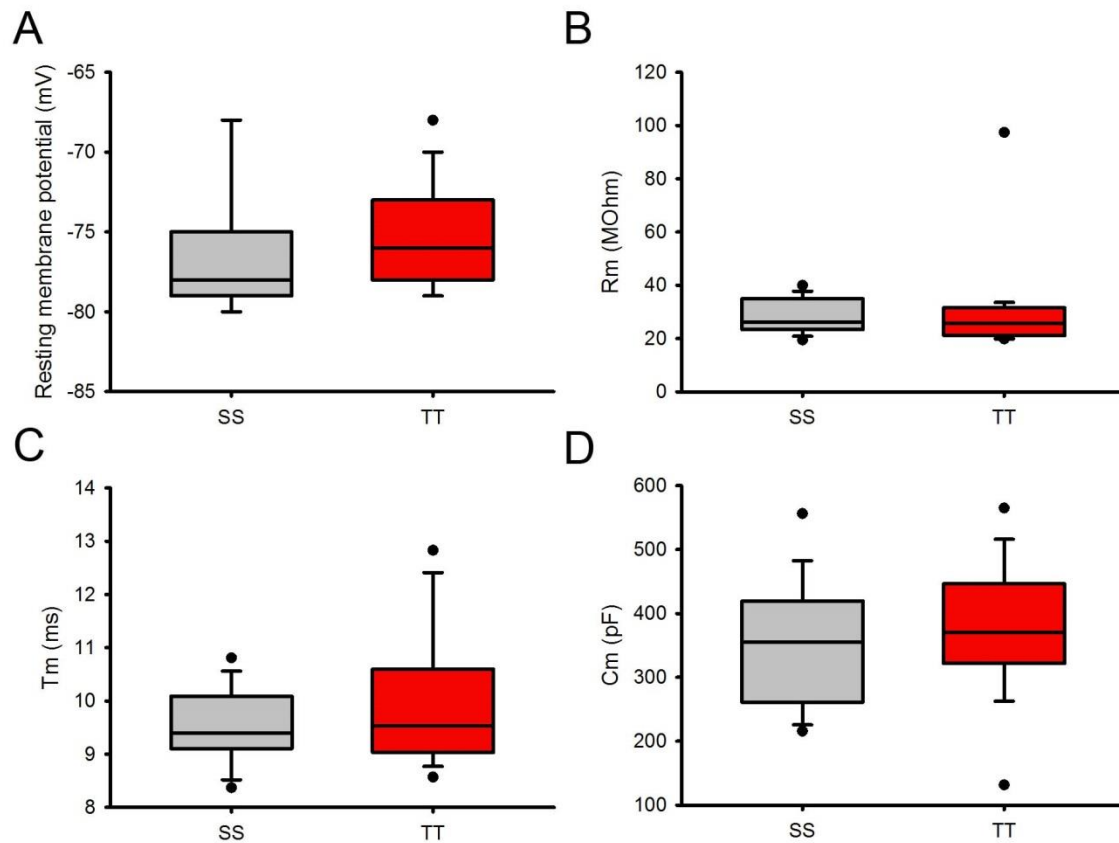 A
Resting membrane potential (mV)
-65
-70
-75
-80
-85
SS
TT
B
Rm (MOhm)
120
100
80
60
40
20
0
SS
TT
C
Tm (ms)
14
13
12
11
10
9
8
SS
TT
D
Cm (pF)
600
500
400
300
200
100
SS
TT